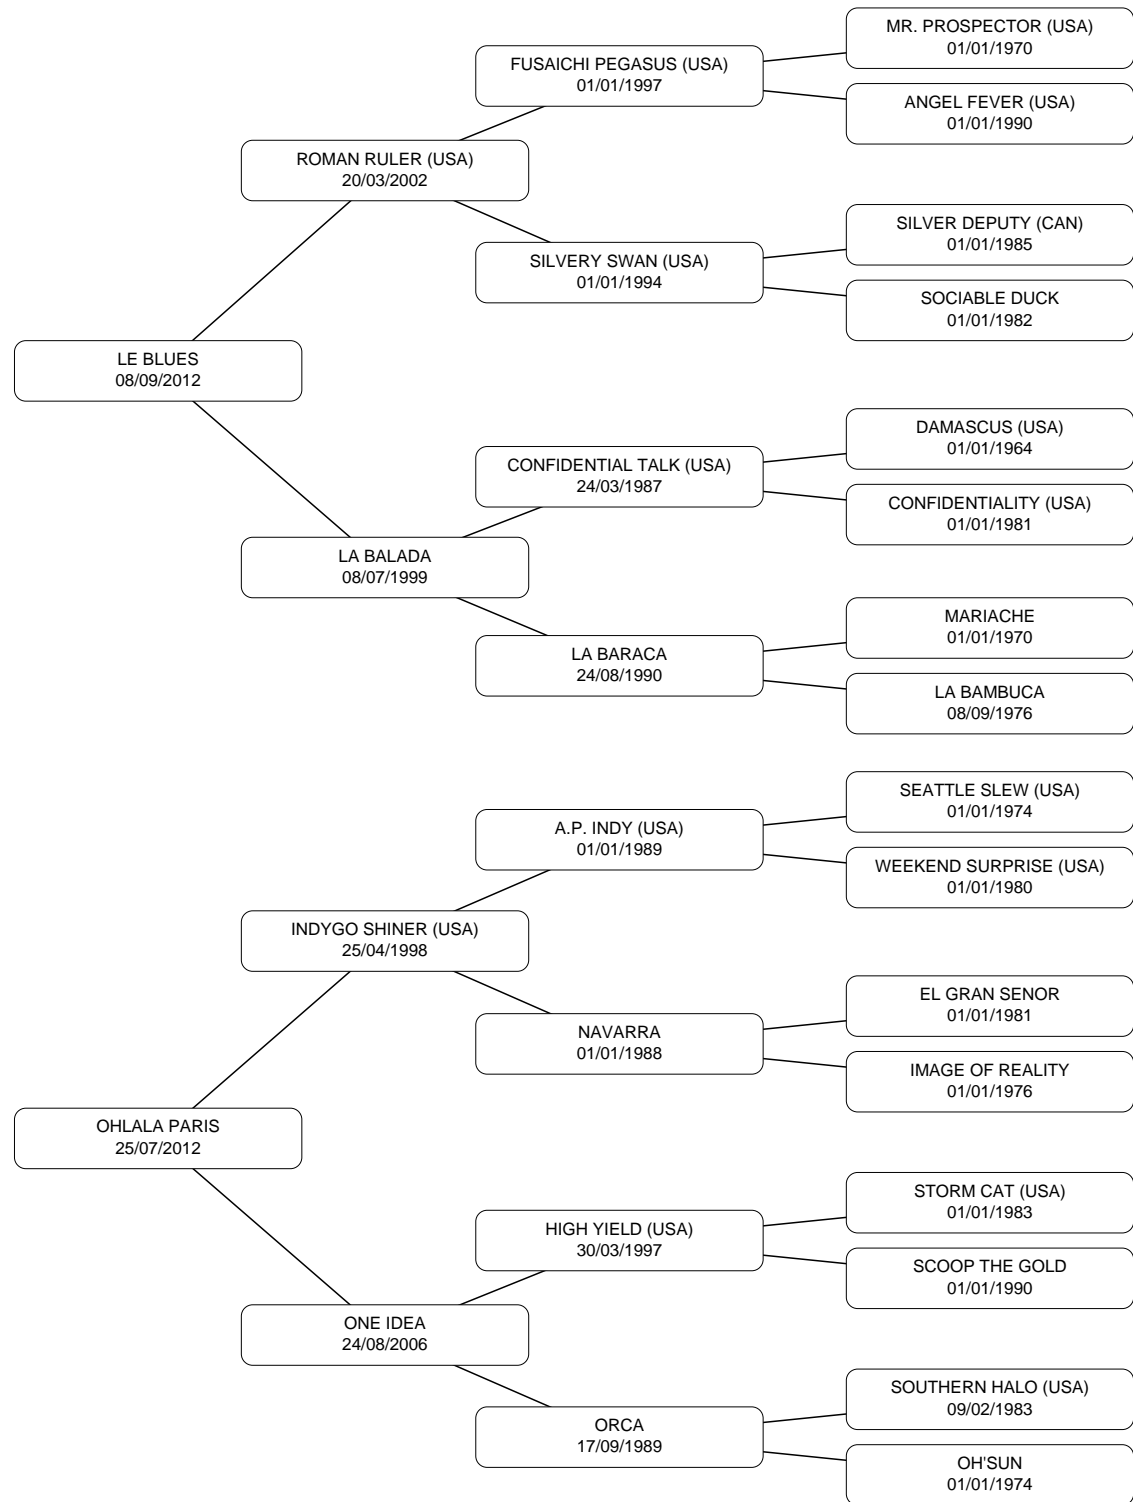 MR. PROSPECTOR (USA)
01/01/1970
FUSAICHI PEGASUS (USA)
01/01/1997
ANGEL FEVER (USA)
01/01/1990
ROMAN RULER (USA)
20/03/2002
SILVER DEPUTY (CAN)
01/01/1985
SILVERY SWAN (USA)
01/01/1994
SOCIABLE DUCK
01/01/1982
LE BLUES
08/09/2012
DAMASCUS (USA)
01/01/1964
CONFIDENTIAL TALK (USA)
24/03/1987
CONFIDENTIALITY (USA)
01/01/1981
LA BALADA
08/07/1999
MARIACHE
01/01/1970
LA BARACA
24/08/1990
LA BAMBUCA
08/09/1976
SEATTLE SLEW (USA)
01/01/1974
A.P. INDY (USA)
01/01/1989
WEEKEND SURPRISE (USA)
01/01/1980
INDYGO SHINER (USA)
25/04/1998
EL GRAN SENOR
01/01/1981
NAVARRA
01/01/1988
IMAGE OF REALITY
01/01/1976
OHLALA PARIS
25/07/2012
STORM CAT (USA)
01/01/1983
HIGH YIELD (USA)
30/03/1997
SCOOP THE GOLD
01/01/1990
ONE IDEA
24/08/2006
SOUTHERN HALO (USA)
09/02/1983
ORCA
17/09/1989
OH'SUN
01/01/1974